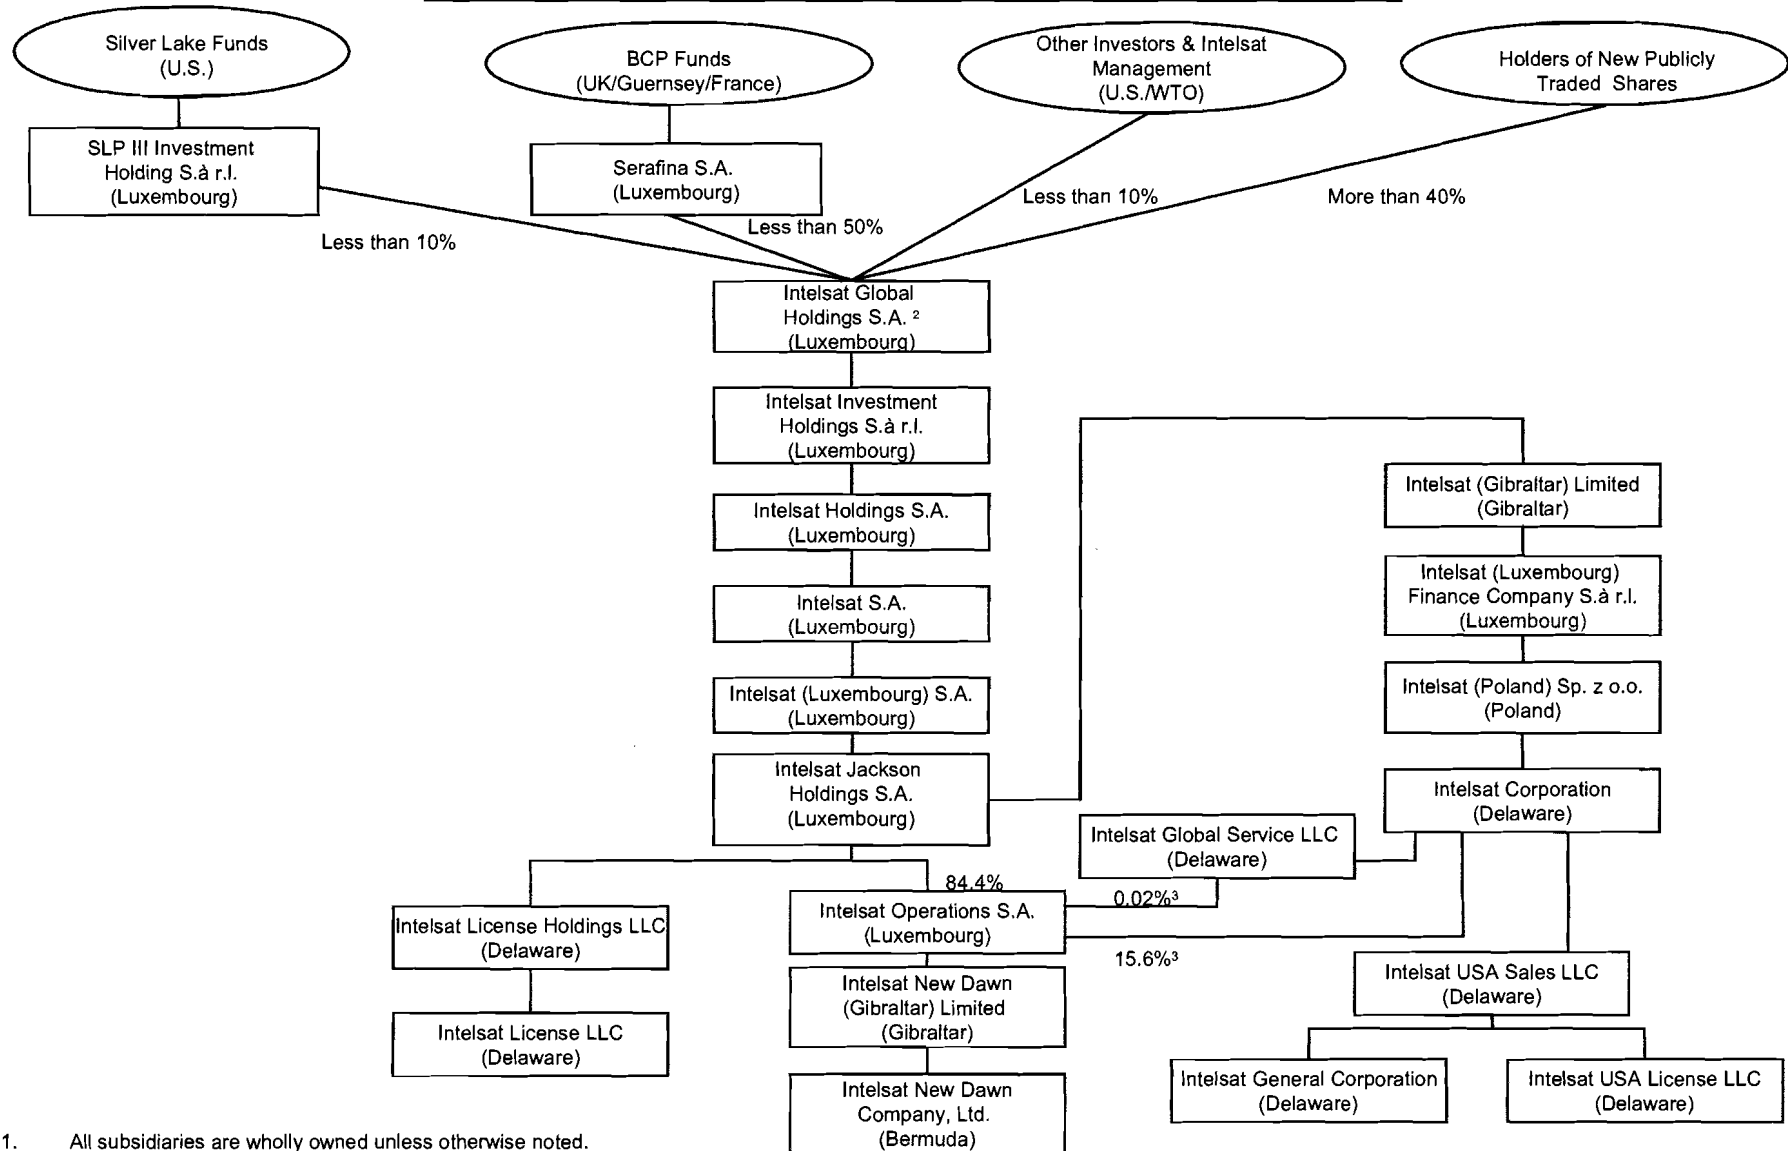 Silver Lake Funds
(U.S.)
BCP Funds
(UK/Guernsey/France)
Other Investors & Intelsat
Management
(U.S./WTO)
Holders of New Publicly
Traded Shares
SLP III Investment
Holding S.à r.l.
(Luxembourg)
Serafina S.A.
(Luxembourg)
Less than 10%
Less than 50%
Less than 10%
More than 40%
Intelsat Global
Holdings S.A. ²
(Luxembourg)
Intelsat Investment
Holdings S.à r.l.
(Luxembourg)
Intelsat Holdings S.A.
(Luxembourg)
Intelsat S.A.
(Luxembourg)
Intelsat (Luxembourg) S.A.
(Luxembourg)
Intelsat Jackson
Holdings S.A.
(Luxembourg)
Intelsat (Gibraltar) Limited
(Gibraltar)
Intelsat (Luxembourg)
Finance Company S.à r.l.
(Luxembourg)
Intelsat (Poland) Sp. z o.o.
(Poland)
Intelsat Corporation
(Delaware)
Intelsat Global Service LLC
(Delaware)
84.4%
0.02%³
15.6%³
Intelsat License Holdings LLC
(Delaware)
Intelsat License LLC
(Delaware)
Intelsat Operations S.A.
(Luxembourg)
Intelsat New Dawn
(Gibraltar) Limited
(Gibraltar)
Intelsat New Dawn
Company, Ltd.
(Bermuda)
Intelsat USA Sales LLC
(Delaware)
Intelsat General Corporation
(Delaware)
Intelsat USA License LLC
(Delaware)
1. All subsidiaries are wholly owned unless otherwise noted.